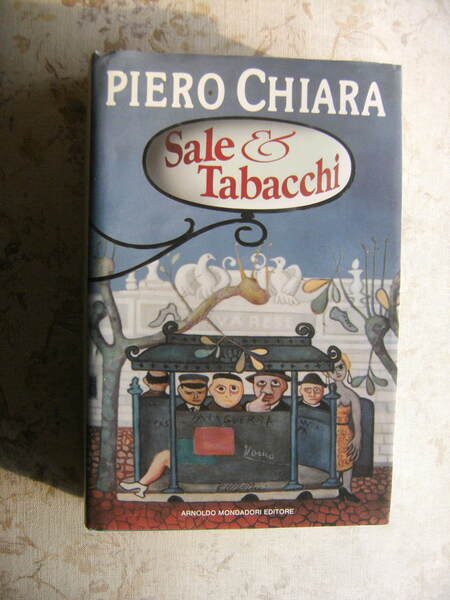 PIERO CHIARA
Sale &
Tabacchi
ARNOLDO MONDADORI EDITORE